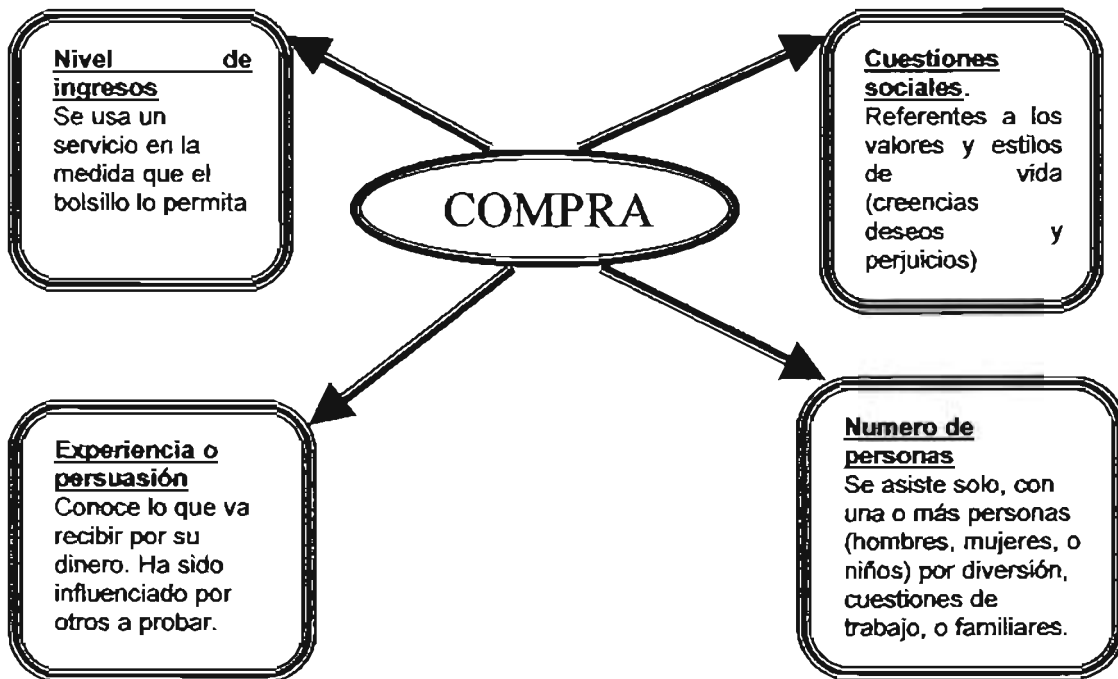 Nivel de
ingresos
Se usa un
servicio en la
medida que el
bolsillo lo permita
Cuestiones
sociales.
Referentes a los
valores y estilos
de vida
(creencias
deseos y
perjuicios)
COMPRA
Experiencia o
persuasión
Conoce lo que va
recibir por su
dinero. Ha sido
influenciado por
otros a probar.
Numero de
personas
Se asiste solo, con
una o más personas
(hombres, mujeres, o
niños) por diversión,
cuestiones de
trabajo, o familiares.